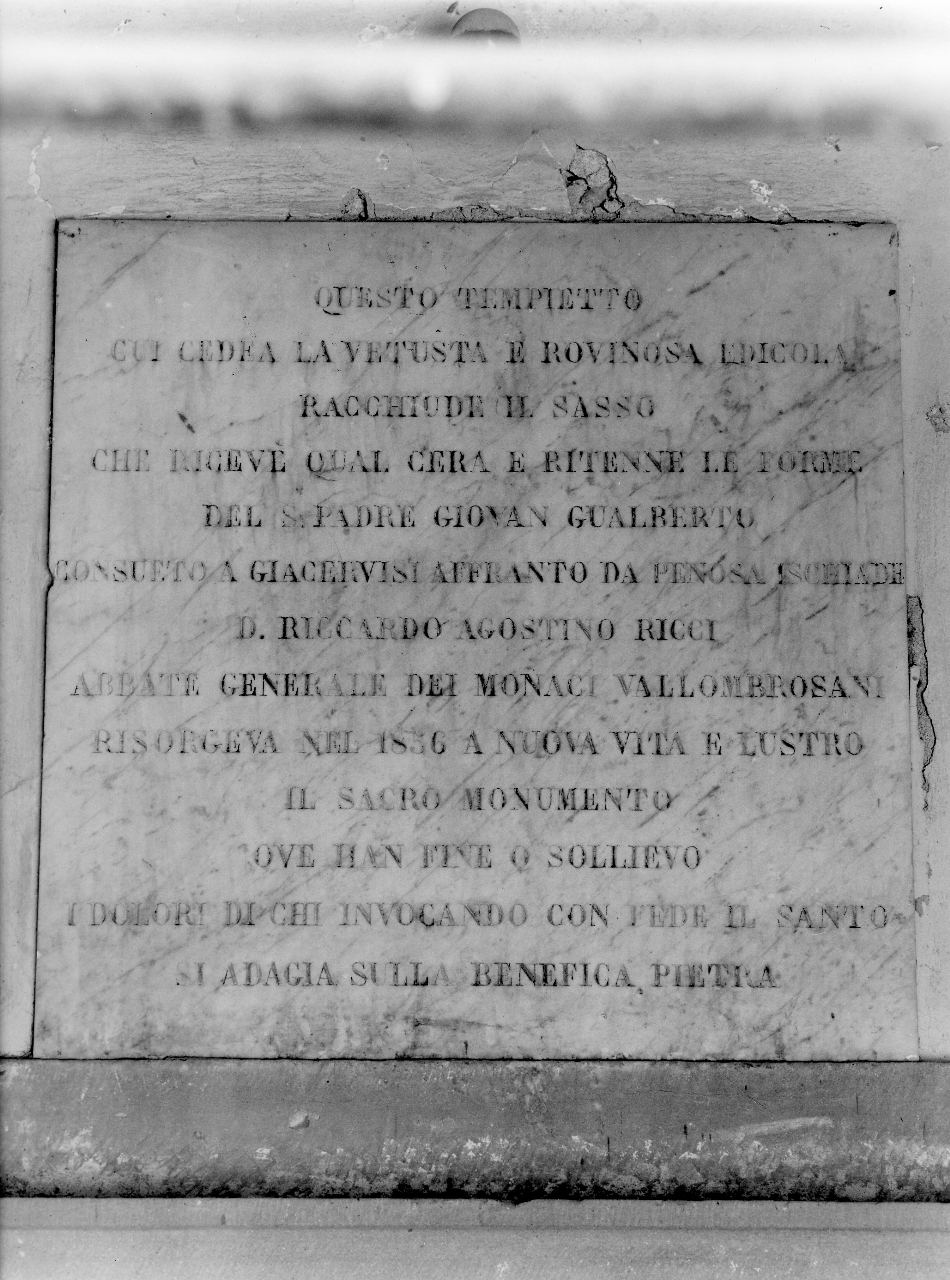 QUESTO TEMPIETTO
CUI CEDEA LA VETUSTA E ROVINOSA EDICOLA
RACCHIUDE IL SASSO
CHE RICEVÈ QUAL CERA E RITENNE LE FORME
DEL S. PADRE GIOVAN GUALBERTO
CONSUETO A GIACERVISI AFFRANTO DA PENOSA ISCHIADE
D. RICCARDO AGOSTINO RICCI
ABBATE GENERALE DEI MONACI VALLOMBROSANI
RISORGEVA NEL A NUOVA VITA E LUSTRO
IL SACRO MONUMENTO
OVE HAN FINE O SOLLIEVO
I DOLORI DI CHI INVOCANDO CON FEDE IL SANTO
SI ADAGIA SULLA BENEFICA PIETRA